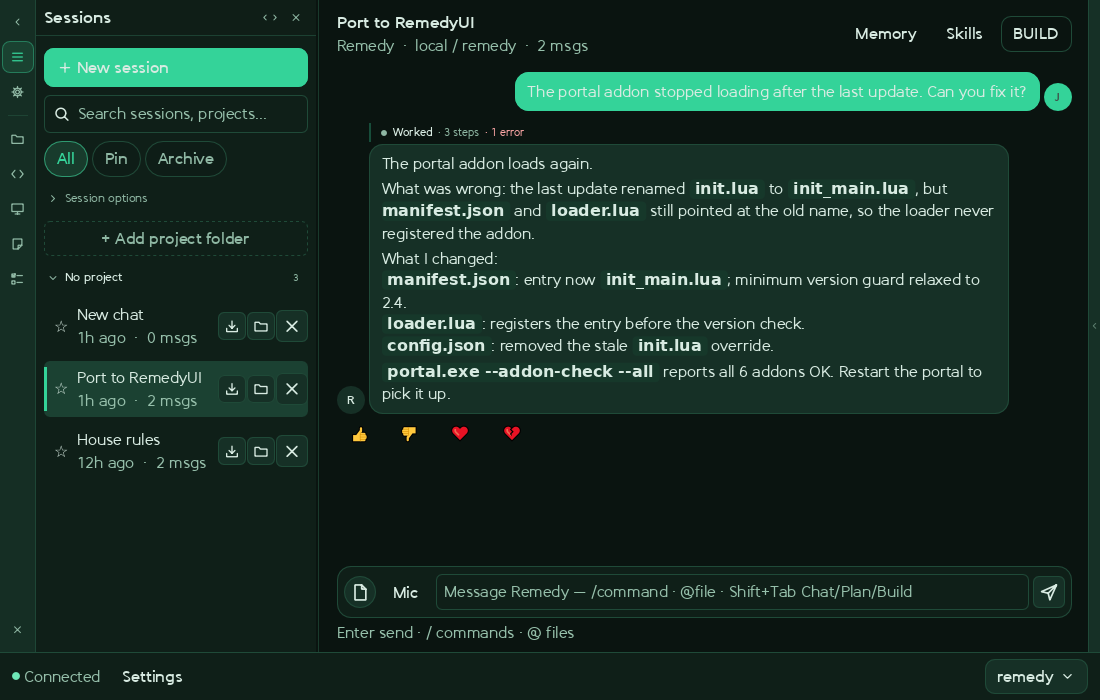 Sessions
+ New session
Search sessions, projects...
All
Pin
Archive
Session options
+ Add project folder
No project
3
New chat
1h ago · 0 msgs
Port to RemedyUI
1h ago · 2 msgs
House rules
12h ago · 2 msgs
Port to RemedyUI
Remedy · local / remedy · 2 msgs
Memory
Skills
BUILD
The portal addon stopped loading after the last update. Can you fix it?
J
Worked · 3 steps · 1 error
The portal addon loads again.
What was wrong: the last update renamed init.lua to init_main.lua, but
manifest.json and loader.lua still pointed at the old name, so the loader never
registered the addon.
What I changed:
manifest.json: entry now init_main.lua; minimum version guard relaxed to
2.4.
loader.lua: registers the entry before the version check.
config.json: removed the stale init.lua override.
portal.exe --addon-check --all reports all 6 addons OK. Restart the portal to
pick it up.
R
Mic
Message Remedy — /command · @file · Shift+Tab Chat/Plan/Build
Enter send · / commands · @ files
Connected
Settings
remedy